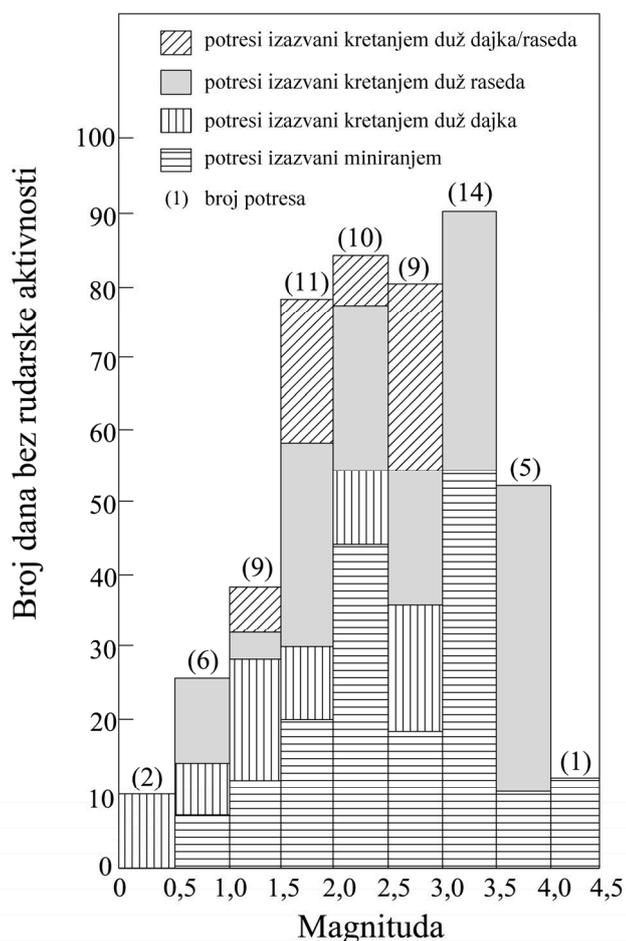 potresi izazvani kretanjem duž dajka/raseda
potresi izazvani kretanjem duž raseda
potresi izazvani kretanjem duž dajka
potresi izazvani miniranjem
(1) broj potresa
Broj dana bez rudarske aktivnosti
100
90
80
70
60
50
40
30
20
10
0
(2)
(6)
(9)
(11)
(10)
(9)
(14)
(5)
(1)
0 0,5 1,0 1,5 2,0 2,5 3,0 3,5 4,0 4,5
Magnituda